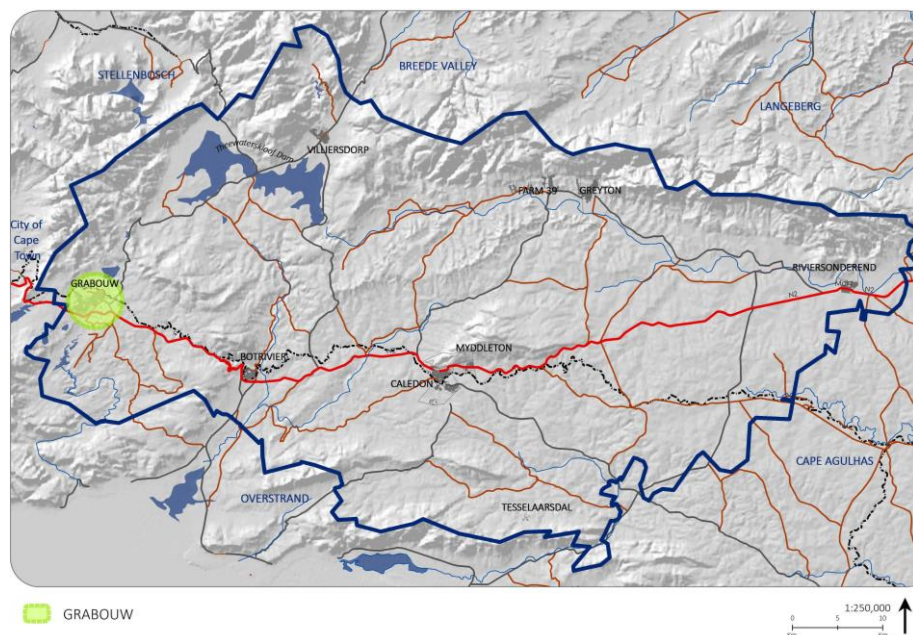 STELLENBOSCH
BREEDE VALLEY
LANGEBERG
Theewaterskloof Dam
VILLIERSDORP
FARM 39
GREYTON
City of
Cape
Town
GRABOUW
RIVIERSONDEREND
N2
N2
BOTRIVIER
MYDDLETON
CALEDON
OVERSTRAND
CAPE AGULHAS
TESSELAARSDAL
GRABOUW
1:250,000
0 5 10